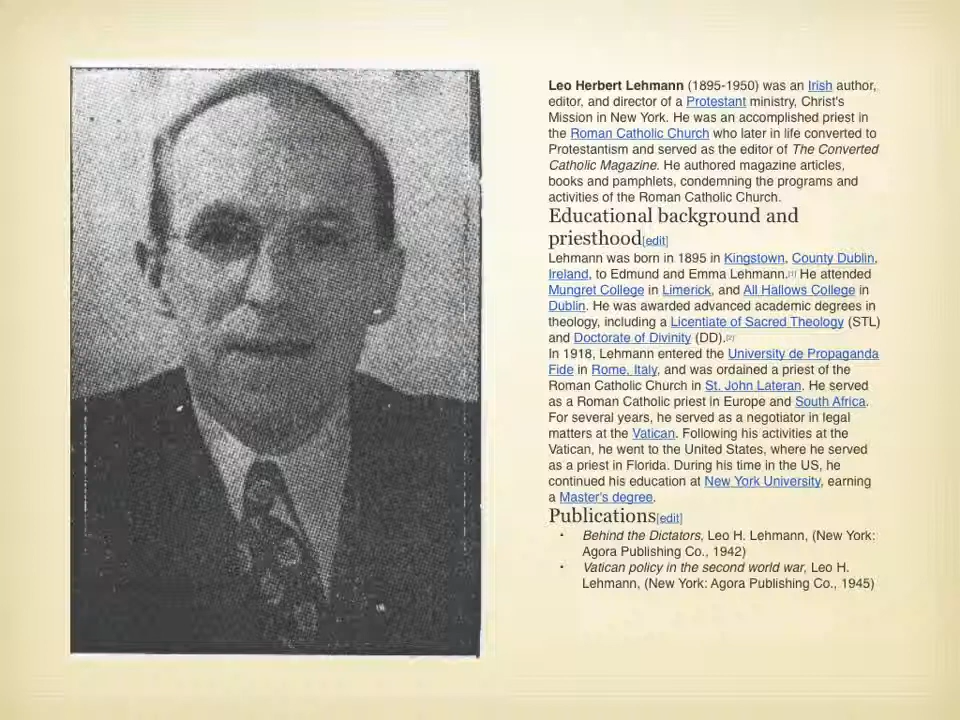 Leo Herbert Lehmann (1895-1950) was an Irish author,
editor, and director of a Protestant ministry, Christ's
Mission in New York. He was an accomplished priest in
the Roman Catholic Church who later in life converted to
Protestantism and served as the editor of The Converted
Catholic Magazine. He authored magazine articles,
books and pamphlets, condemning the programs and
activities of the Roman Catholic Church.
Educational background and
priesthood[edit]
Lehmann was born in 1895 in Kingstown, County Dublin,
Ireland, to Edmund and Emma Lehmann.[1] He attended
Mungret College in Limerick, and All Hallows College in
Dublin. He was awarded advanced academic degrees in
theology, including a Licentiate of Sacred Theology (STL)
and Doctorate of Divinity (DD).[2]
In 1918, Lehmann entered the University de Propaganda
Fide in Rome, Italy, and was ordained a priest of the
Roman Catholic Church in St. John Lateran. He served
as a Roman Catholic priest in Europe and South Africa.
For several years, he served as a negotiator in legal
matters at the Vatican. Following his activities at the
Vatican, he went to the United States, where he served
as a priest in Florida. During his time in the US, he
continued his education at New York University, earning
a Master's degree.
Publications[edit]
• Behind the Dictators, Leo H. Lehmann, (New York:
Agora Publishing Co., 1942)
• Vatican policy in the second world war, Leo H.
Lehmann, (New York: Agora Publishing Co., 1945)